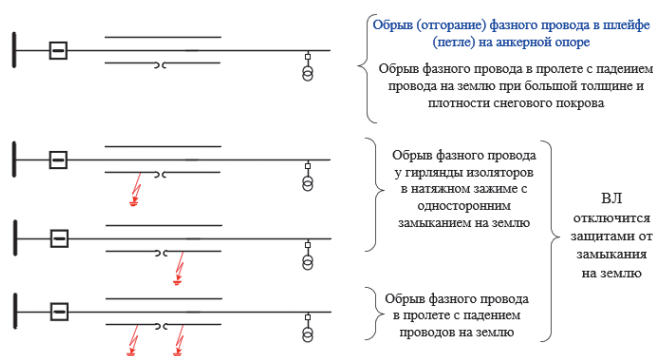 Обрыв (отгорание) фазного провода в шлейфе
(петле) на анкерной опоре
Обрыв фазного провода в пролете с падением
провода на землю при большой толщине и
плотности снегового покрова
Обрыв фазного провода
у гирлянды изоляторов
в натяжном зажиме с
односторонним
замыканием на землю
ВЛ
отключится
защитами от
замыкания
на землю
Обрыв фазного провода
в пролете с падением
проводов на землю